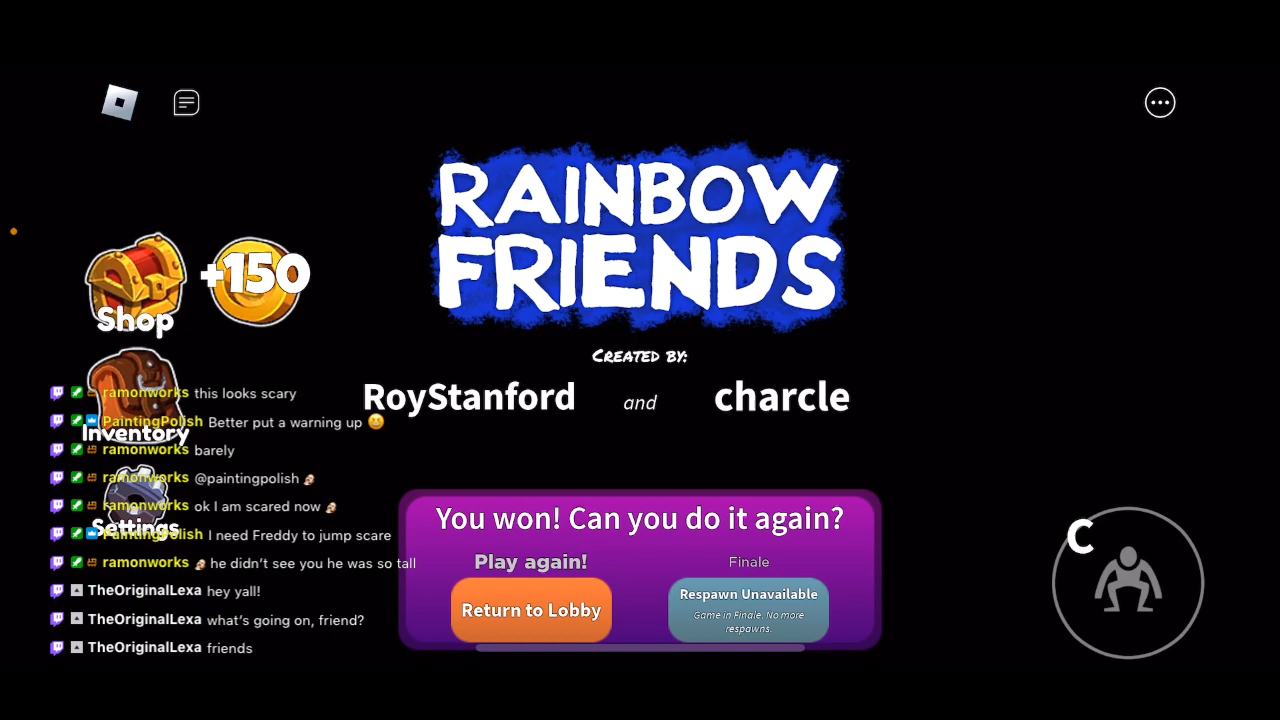 RAINBOW
FRIENDS
+150
Shop
CREATED BY:
RoyStanford and charcle
ramonworks this looks scary
PaintingPolish Better put a warning up
Inventory
ramonworks barely
ramonworks @paintingpolish
ramonworks ok I am scared now
Settings
PaintingPolish I need Freddy to jump scare
ramonworks he didn't see you he was so tall
TheOriginalLexa hey yall!
TheOriginalLexa what's going on, friend?
TheOriginalLexa friends
You won! Can you do it again?
Play again!
Finale
Return to Lobby
Respawn Unavailable
Game in Finale. No more
respawns.
C